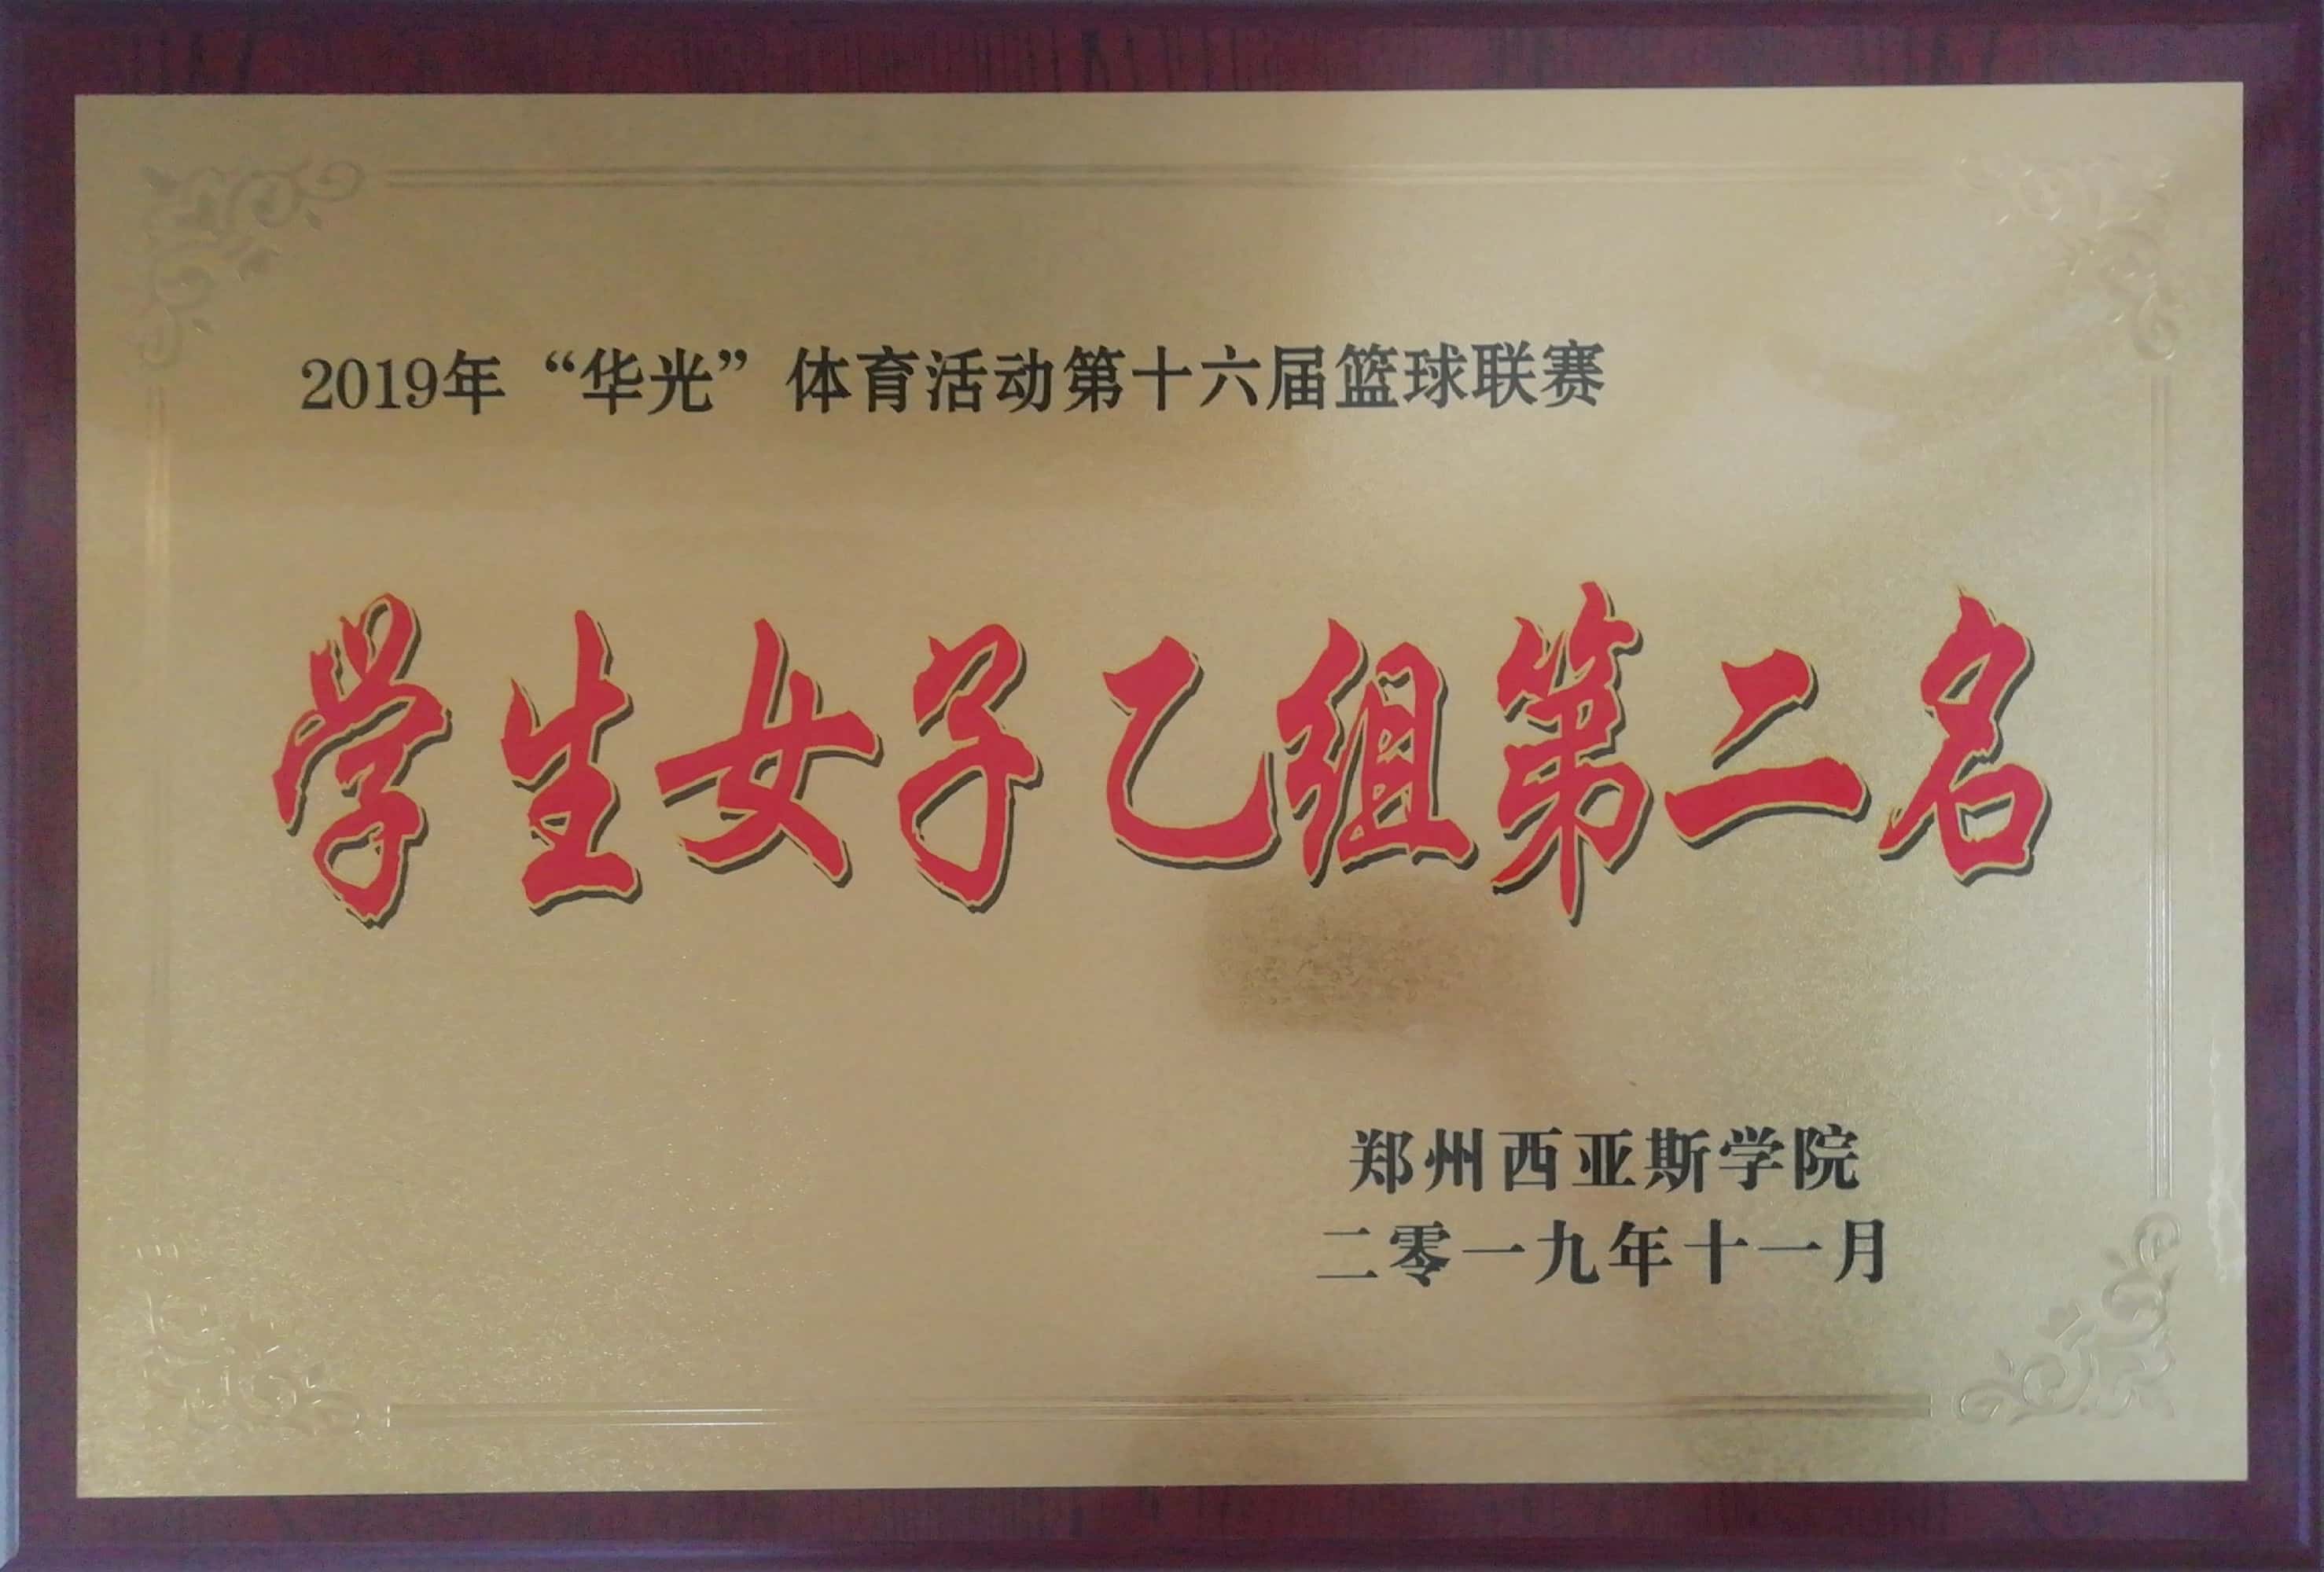 2019年“华光”体育活动第十六届篮球联赛
学生女子乙组第二名
郑州西亚斯学院
二零一九年十一月